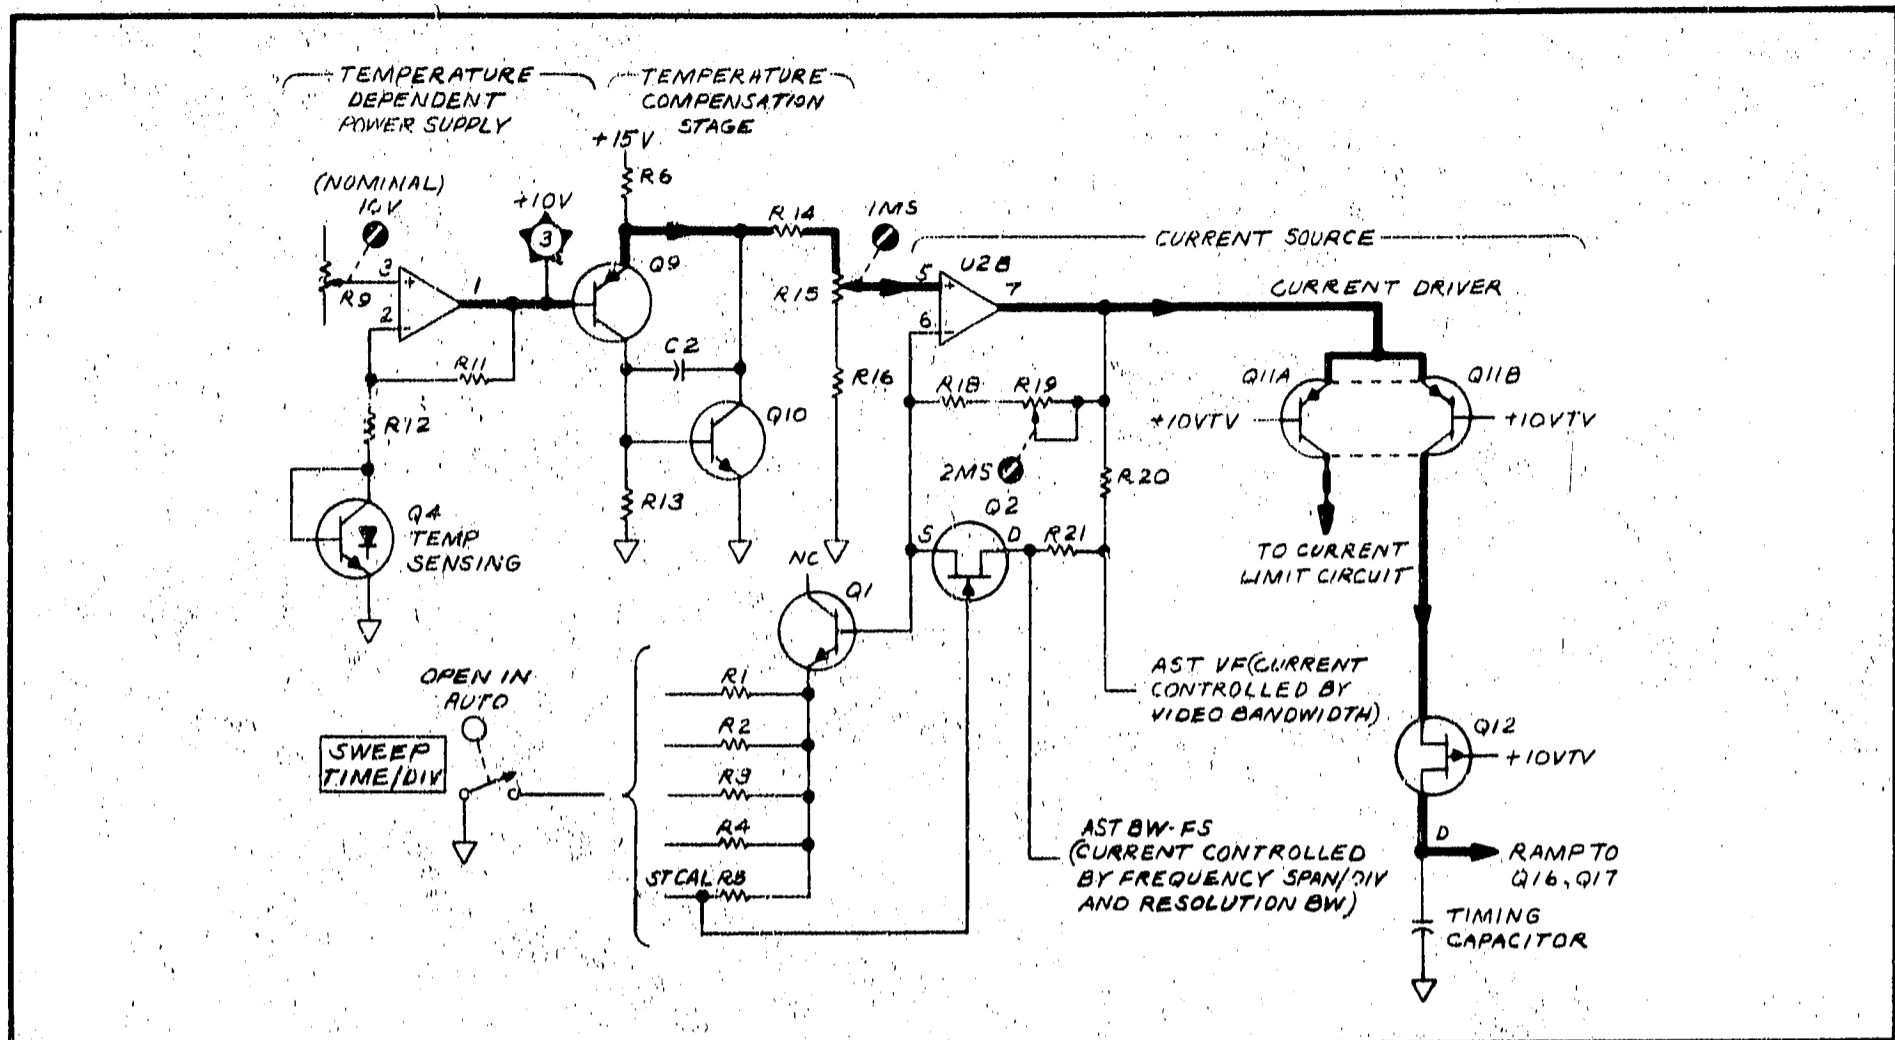 TEMPERATURE
DEPENDENT
POWER SUPPLY
TEMPERATURE
COMPENSATION
STAGE
+15V
R6
(NOMINAL)
10V
+10V
3
R14
1MS
CURRENT SOURCE
3
+
R9
1
2
-
Q9
R15
5
+
U2B
7
6
-
CURRENT DRIVER
R11
C2
R16
R18
R19
Q11A
Q11B
+10VTV
+10VTV
R12
Q10
2MS
R20
R13
Q4
TEMP
SENSING
Q2
S
D
R21
TO CURRENT
LIMIT CIRCUIT
NC
Q1
OPEN IN
AUTO
R1
AST VF (CURRENT
CONTROLLED BY
VIDEO BANDWIDTH)
SWEEP
TIME/DIV
R2
Q12
+10VTV
R3
R4
AST BW-FS
(CURRENT CONTROLLED
BY FREQUENCY SPAN/DIV
AND RESOLUTION BW)
D
RAMP TO
Q16, Q17
ST CAL
TIMING
CAPACITOR